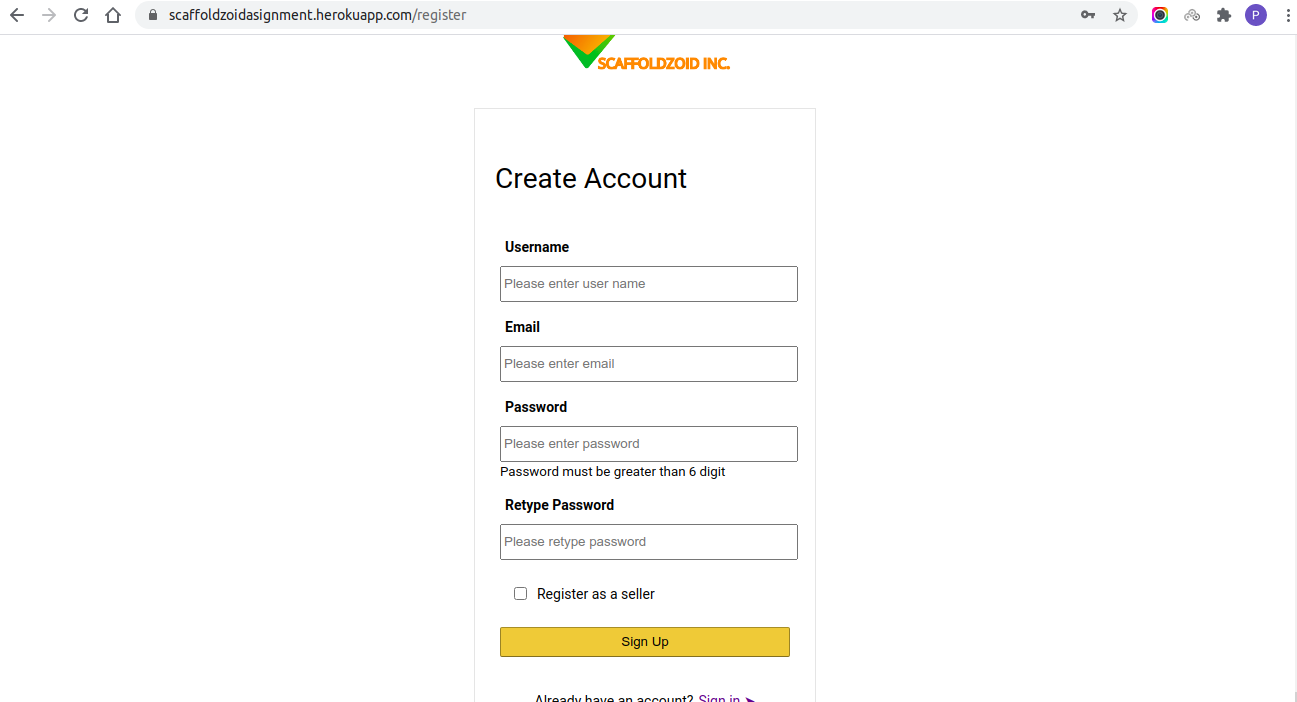 scaffoldzoidasignment.herokuapp.com/register
P
SCAFFOLDZOID INC.
Create Account
Username
Please enter user name
Email
Please enter email
Password
Please enter password
Password must be greater than 6 digit
Retype Password
Please retype password
Register as a seller
Sign Up
Already have an account? Sign in ➤